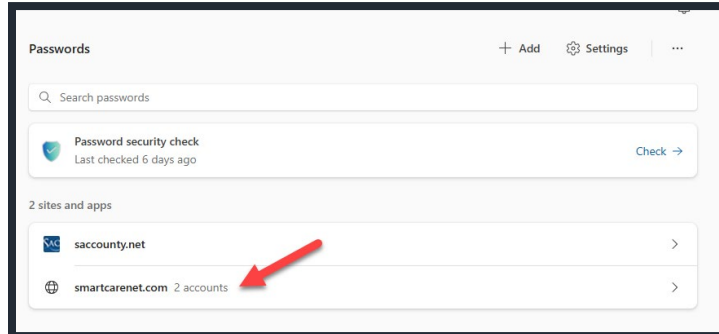 Passwords
Add
Settings
...
Search passwords
Password security check
Last checked 6 days ago
Check →
2 sites and apps
SAC
saccounty.net
smartcarenet.com 2 accounts